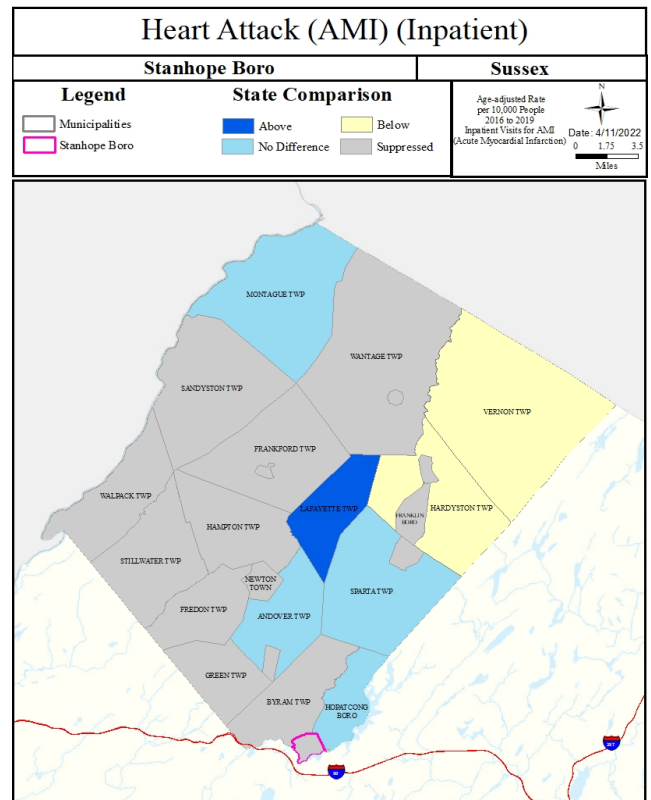 Heart Attack (AMI) (Inpatient)
Stanhope Boro
Sussex
Legend
Municipalities
Stanhope Boro
State Comparison
Above
Below
No Difference
Suppressed
Age-adjusted Rate
per 10,000 People
2016 to 2019
Inpatient Visits for AMI
(Acute Myocardial Infarction)
N
Date: 4/11/2022
0 1.75 3.5
Miles
MONTAGUE TWP
WANTAGE TWP
SANDYSTON TWP
VERNON TWP
FRANKFORD TWP
WALPACK TWP
LAFAYETTE TWP
HARDYSTON TWP
FRANKLIN
BORO
HAMPTON TWP
STILLWATER TWP
NEWTON
TOWN
SPARTA TWP
FREDON TWP
ANDOVER TWP
GREEN TWP
BYRAM TWP
HOPATCONG
BORO
287
80